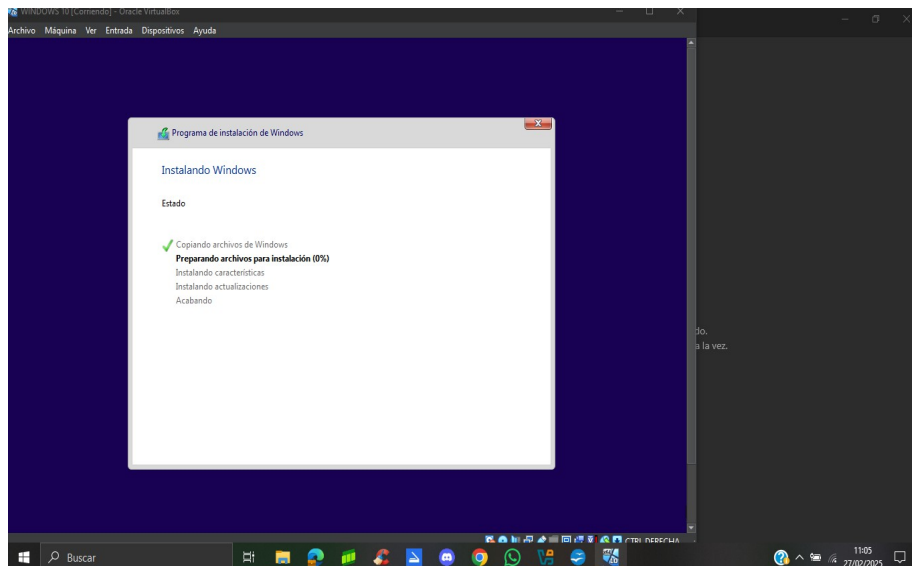 WINDOWS 10 [Corriendo] - Oracle VirtualBox
Archivo Máquina Ver Entrada Dispositivos Ayuda
Programa de instalación de Windows
Instalando Windows
Estado
Copiando archivos de Windows
Preparando archivos para instalación (0%)
Instalando características
Instalando actualizaciones
Acabando
do.
a la vez.
CTRL DERECHA
Buscar
11:05
27/02/2025